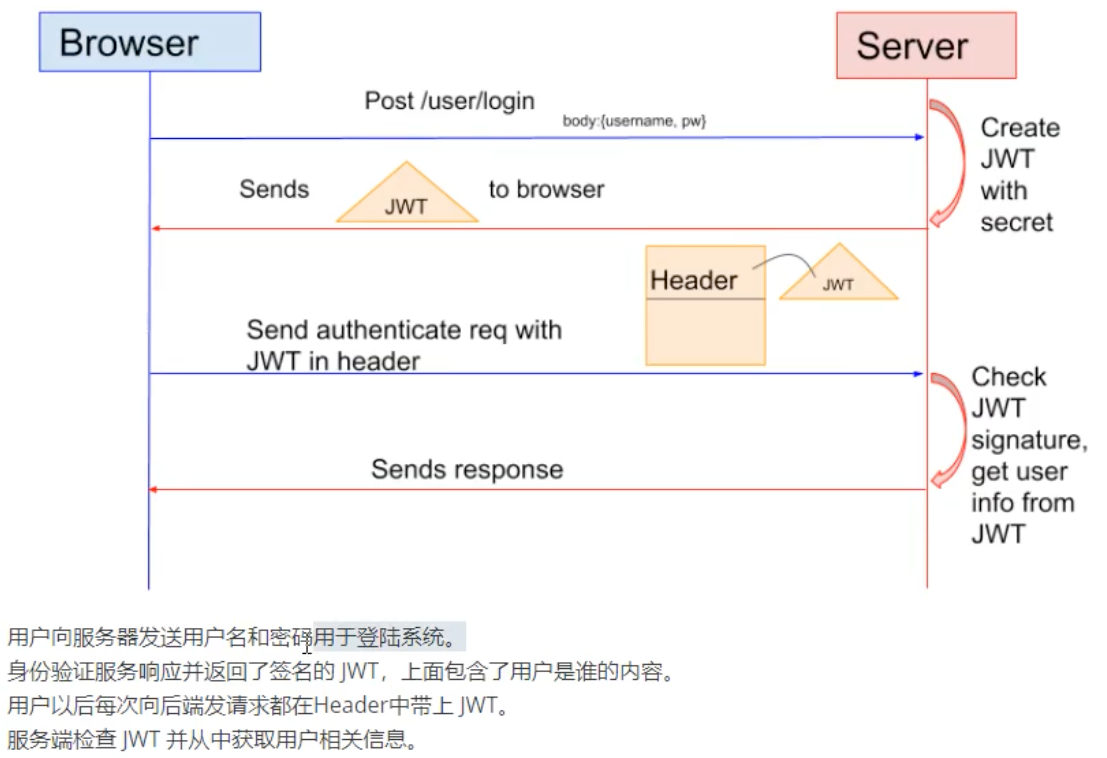 Browser
Server
Post /user/login
body:{username, pw}
Create
JWT
with
secret
Sends
JWT
to browser
Header
JWT
Send authenticate req with
JWT in header
Check
JWT
signature,
get user
info from
JWT
Sends response
用户向服务器发送用户名和密码用于登陆系统。
身份验证服务响应并返回了签名的 JWT，上面包含了用户是谁的内容。
用户以后每次向后端发请求都在Header中带上 JWT。
服务端检查 JWT 并从中获取用户相关信息。